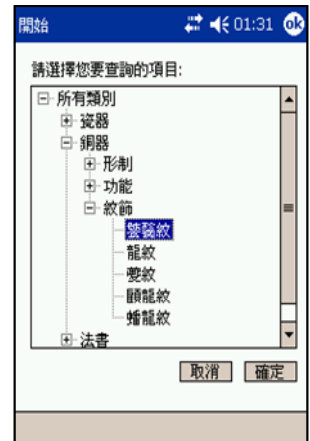 開始 01:31 ok
請選擇您要查詢的項目:
所有類別
瓷器
銅器
形制
功能
紋飾
饕餮紋
龍紋
夔紋
顧龍紋
蟠龍紋
法書
取消 確定